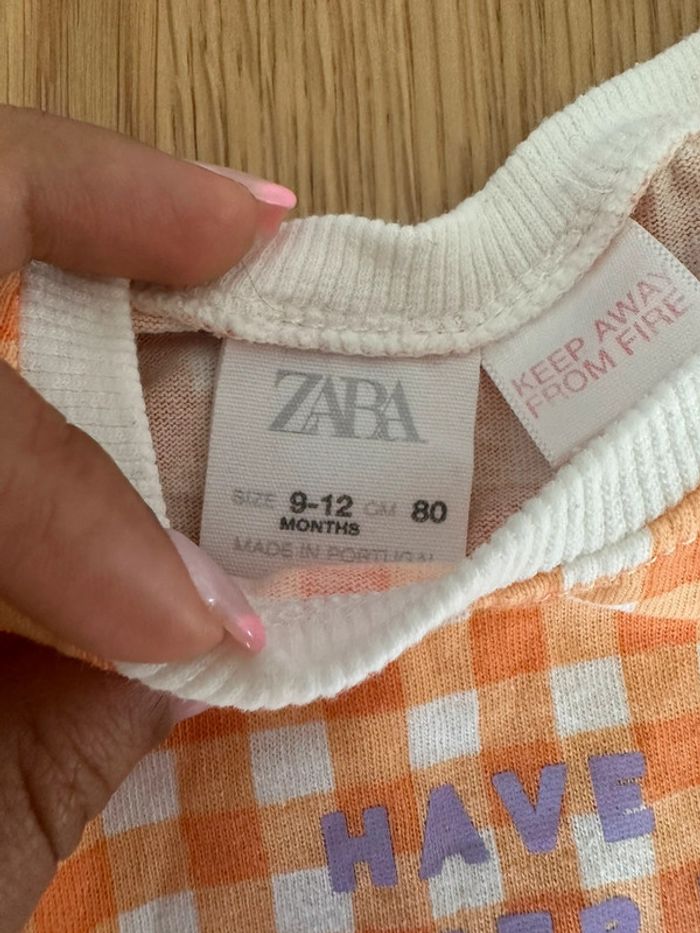 ZARA
SIZE 9-12 CM 80
MONTHS
MADE IN PORTUGAL
KEEP AWAY
FROM FIRE
HAVE